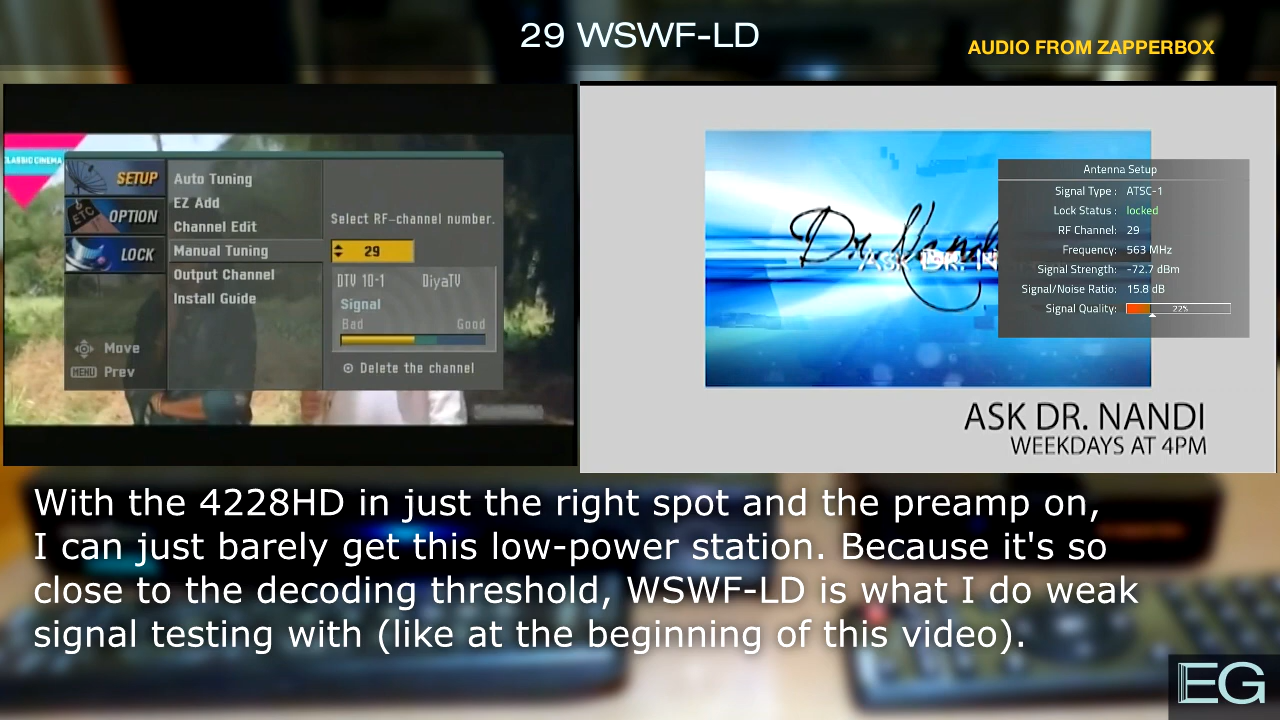 29 WSWF-LD
AUDIO FROM ZAPPERBOX
CLASSIC CINEMA
SETUP
OPTION
ETC
LOCK
Auto Tuning
EZ Add
Channel Edit
Manual Tuning
Output Channel
Install Guide
Select RF-channel number.
29
DTV 10-1 DiyaTV
Signal
Bad Good
Move
MENU Prev
Delete the channel
Antenna Setup
Signal Type : ATSC-1
Lock Status : locked
RF Channel: 29
Frequency: 563 MHz
Signal Strength: -72.7 dBm
Signal/Noise Ratio: 15.8 dB
Signal Quality: 22%
ASK DR. NANDI
WEEKDAYS AT 4PM
With the 4228HD in just the right spot and the preamp on,
I can just barely get this low-power station. Because it's so
close to the decoding threshold, WSWF-LD is what I do weak
signal testing with (like at the beginning of this video).
EG